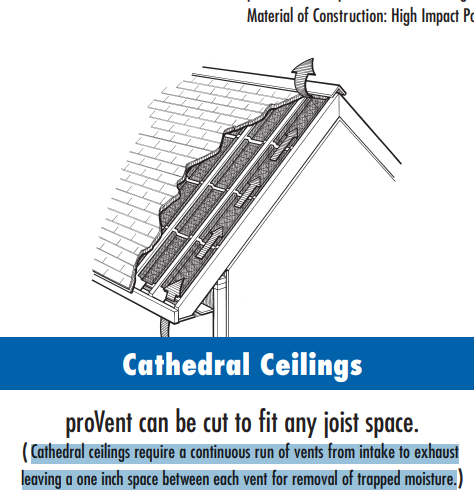 Material of Construction: High Impact
Cathedral Ceilings
proVent can be cut to fit any joist space.
( Cathedral ceilings require a continuous run of vents from intake to exhaust
leaving a one inch space between each vent for removal of trapped moisture.)